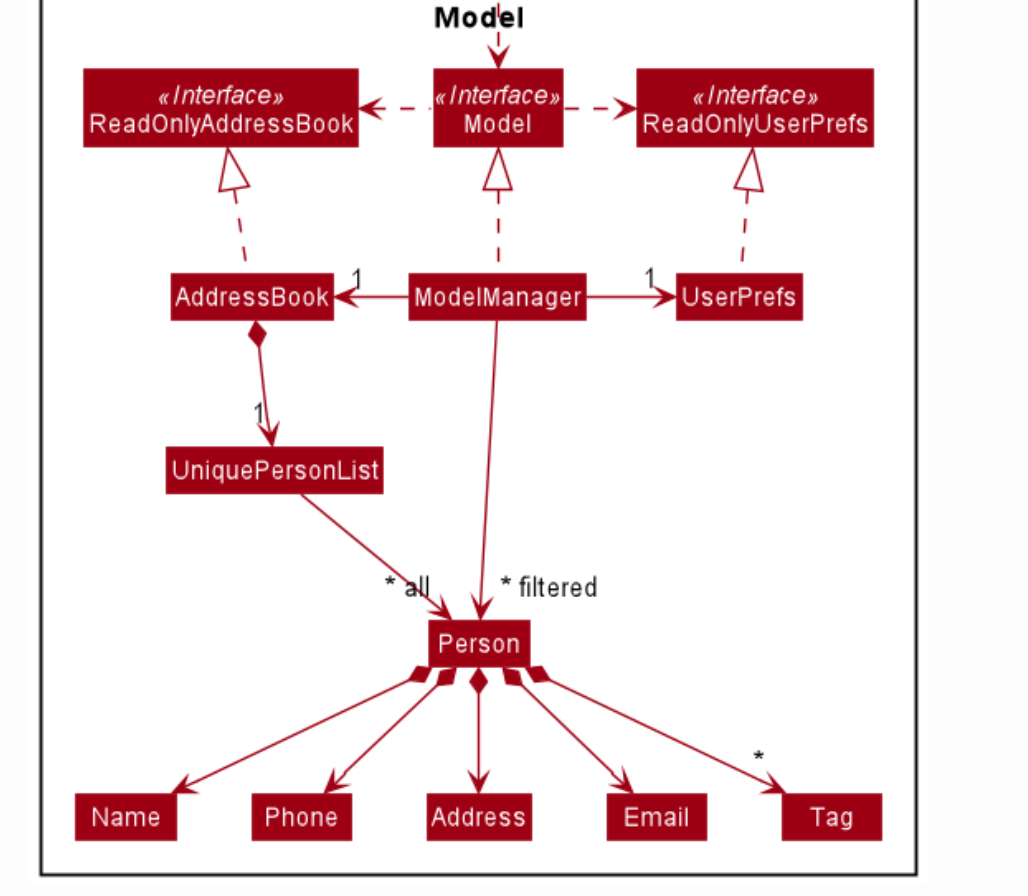 Model
«Interface»
ReadOnlyAddressBook
«Interface»
Model
«Interface»
ReadOnlyUserPrefs
AddressBook
1
ModelManager
1
UserPrefs
1
UniquePersonList
* all
* filtered
Person
*
Name
Phone
Address
Email
Tag